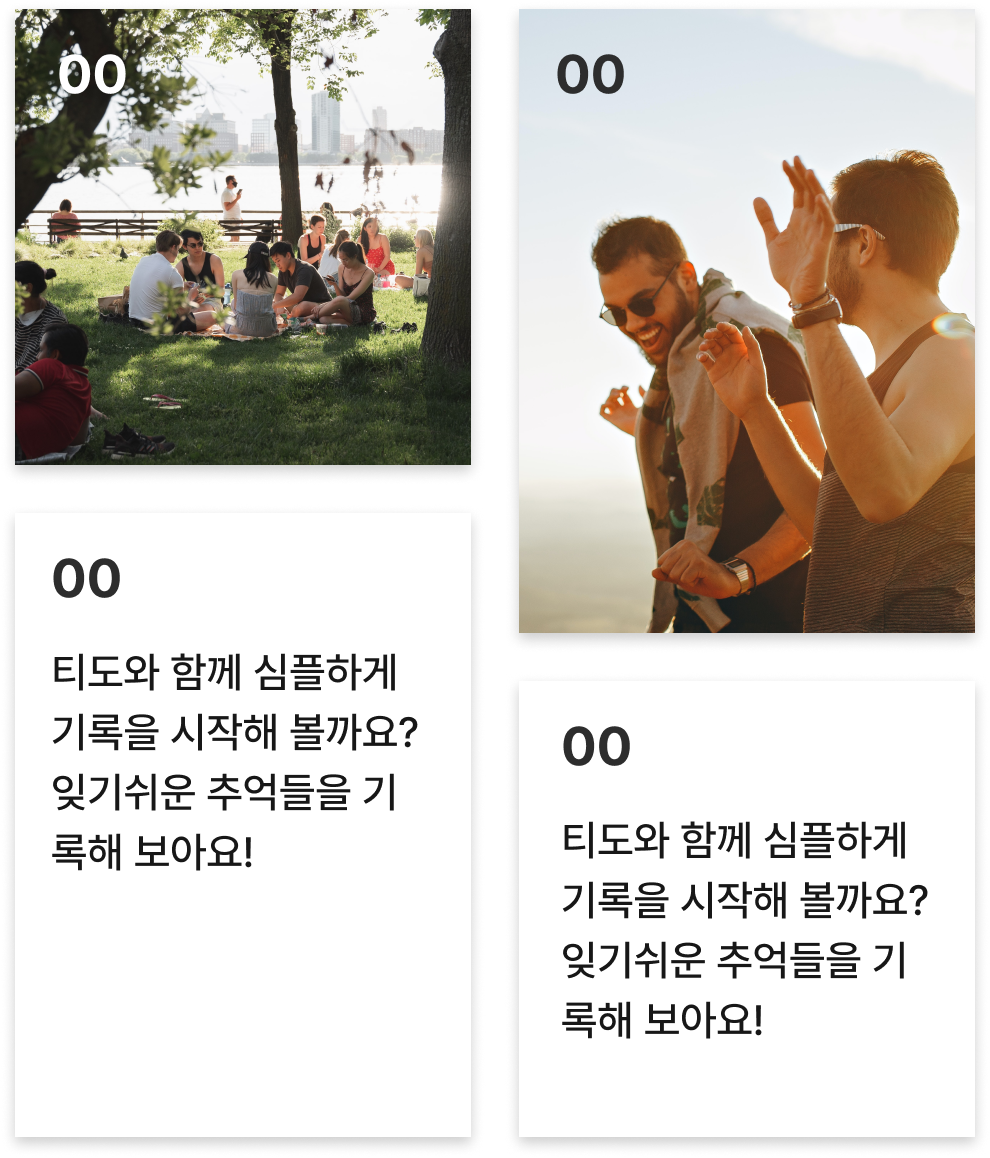 00
00
00
티도와 함께 심플하게
기록을 시작해 볼까요?
잊기쉬운 추억들을 기
록해 보아요!
00
티도와 함께 심플하게
기록을 시작해 볼까요?
잊기쉬운 추억들을 기
록해 보아요!